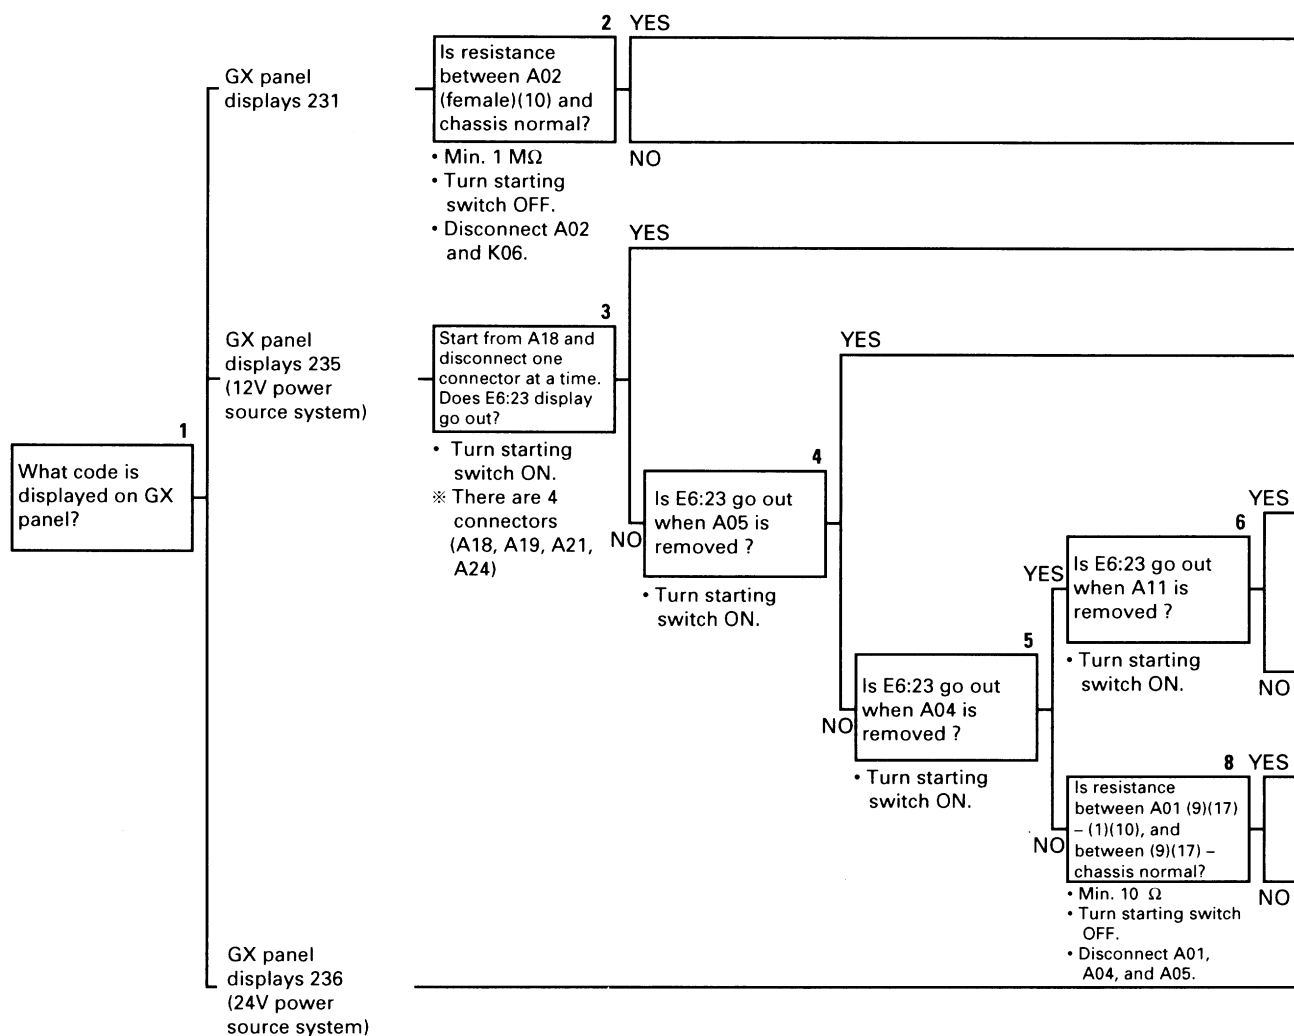 2 YES
Is resistance
between A02
(female)(10) and
chassis normal?
GX panel
displays 231
• Min. 1 MΩ
• Turn starting
switch OFF.
• Disconnect A02
and K06.
NO
YES
3
GX panel
displays 235
(12V power
source system)
Start from A18 and
disconnect one
connector at a time.
Does E6:23 display
go out?
• Turn starting
switch ON.
※ There are 4
connectors
(A18, A19, A21,
A24)
YES
1
What code is
displayed on GX
panel?
NO
4
Is E6:23 go out
when A05 is
removed ?
• Turn starting
switch ON.
NO
5
Is E6:23 go out
when A04 is
removed ?
• Turn starting
switch ON.
YES
6
Is E6:23 go out
when A11 is
removed ?
• Turn starting
switch ON.
YES
NO
NO
8 YES
Is resistance
between A01 (9)(17)
– (1)(10), and
between (9)(17) –
chassis normal?
• Min. 10 Ω
• Turn starting switch
OFF.
• Disconnect A01,
A04, and A05.
NO
GX panel
displays 236
(24V power
source system)